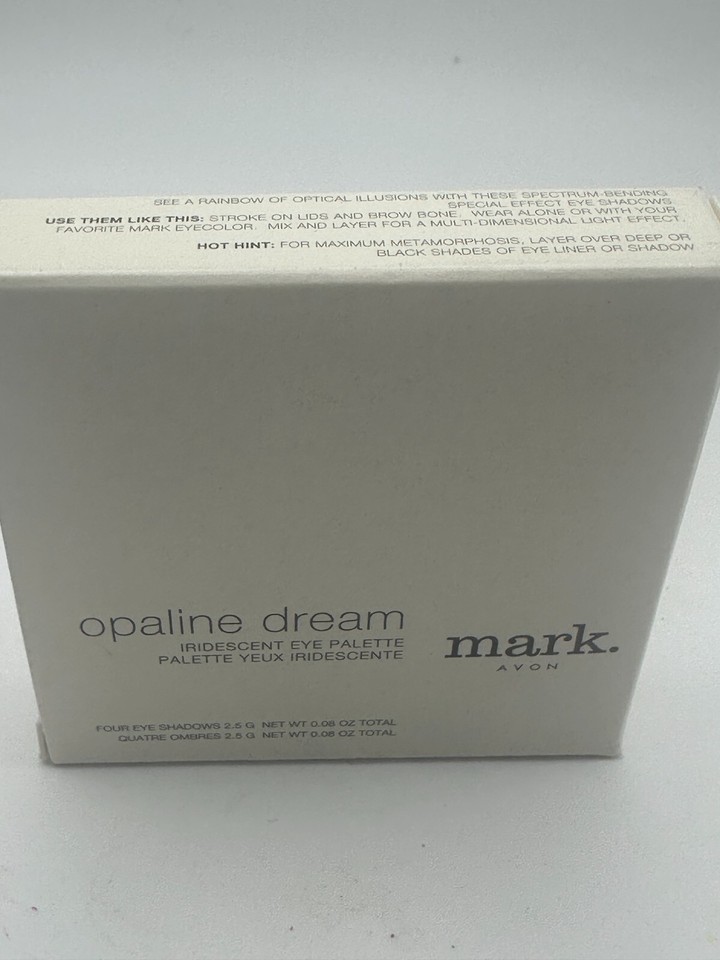 SEE A RAINBOW OF OPTICAL ILLUSIONS WITH THESE SPECTRUM-BENDING
SPECIAL EFFECT EYE SHADOWS.
USE THEM LIKE THIS: STROKE ON LIDS AND BROW BONE. WEAR ALONE OR WITH YOUR
FAVORITE MARK EYECOLOR. MIX AND LAYER FOR A MULTI-DIMENSIONAL LIGHT EFFECT.
HOT HINT: FOR MAXIMUM METAMORPHOSIS, LAYER OVER DEEP OR
BLACK SHADES OF EYE LINER OR SHADOW
opaline dream
IRIDESCENT EYE PALETTE
PALETTE YEUX IRIDESCENTE
mark.
AVON
FOUR EYE SHADOWS 2.5 G NET WT 0.08 OZ TOTAL
QUATRE OMBRES 2.5 G NET WT 0.08 OZ TOTAL